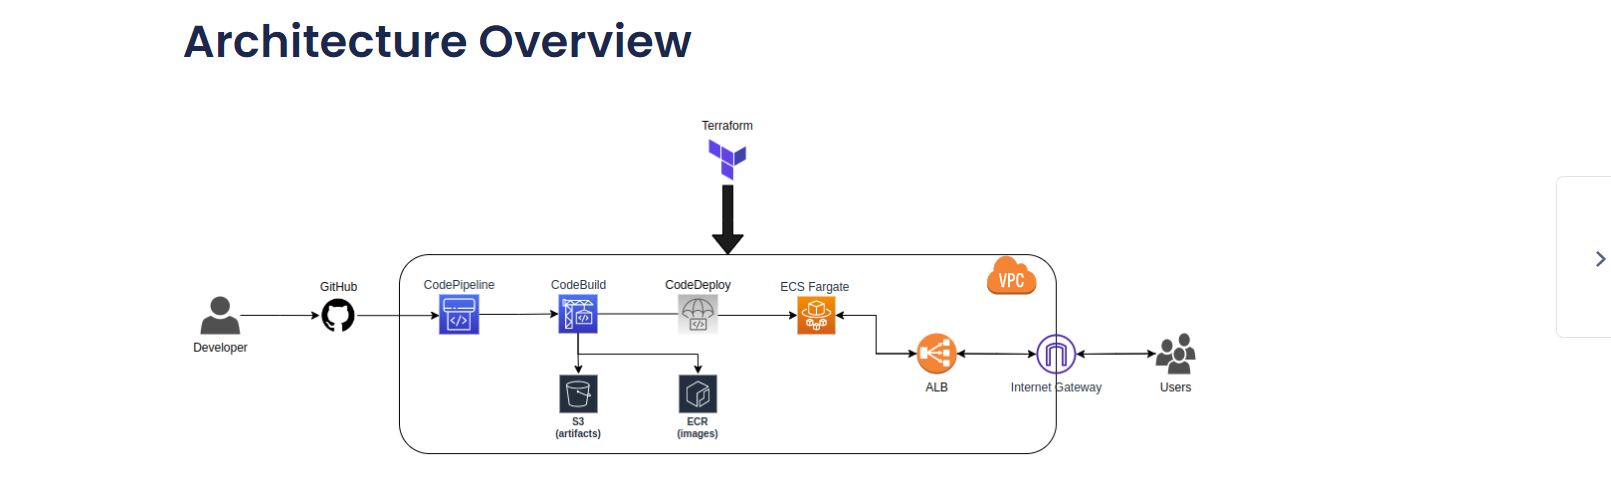 Architecture Overview
Terraform
VPC
CodePipeline
CodeBuild
CodeDeploy
ECS Fargate
GitHub
Developer
ALB
Internet Gateway
Users
S3
(artifacts)
ECR
(images)